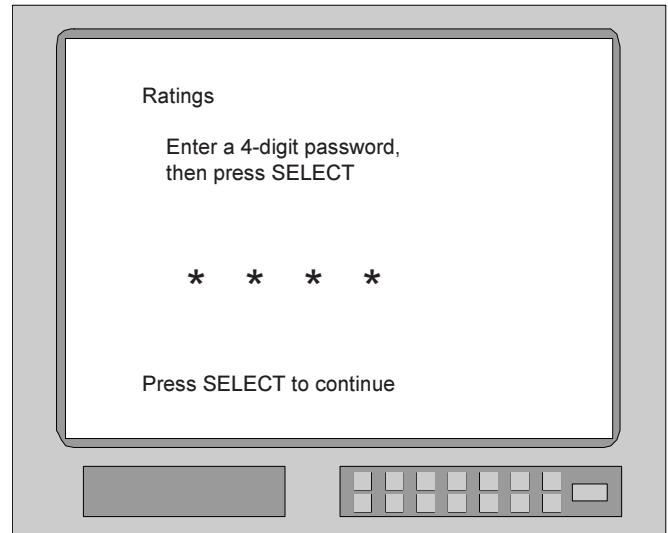 Ratings
Enter a 4-digit password,
then press SELECT
* * * *
Press SELECT to continue